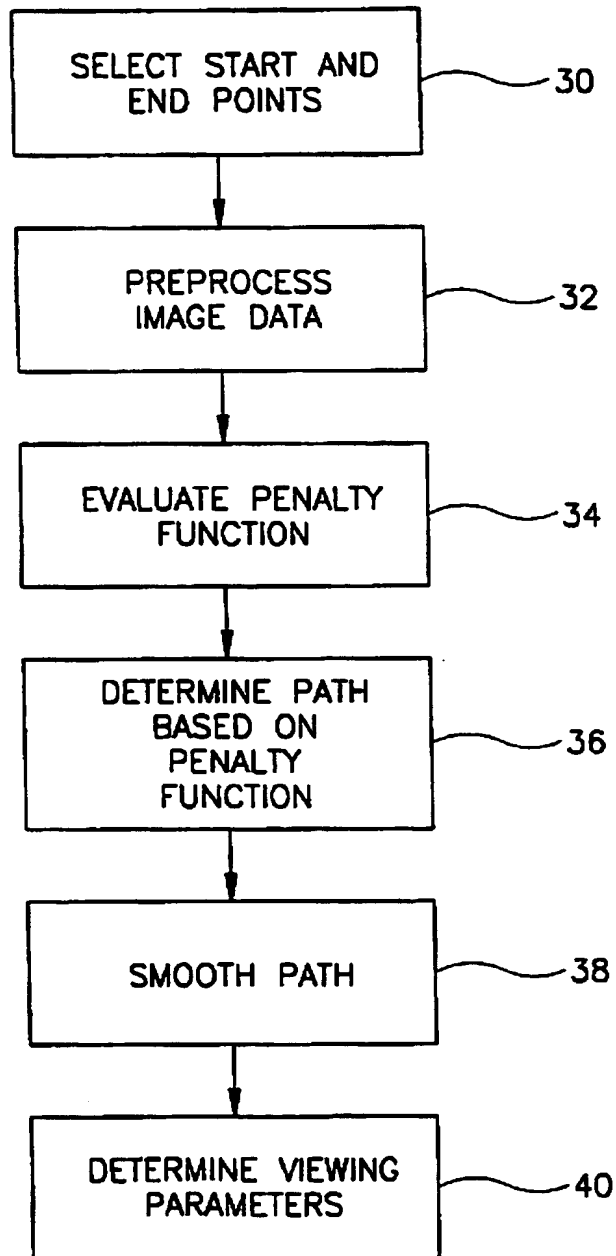 SELECT START AND
END POINTS
30
PREPROCESS
IMAGE DATA
32
EVALUATE PENALTY
FUNCTION
34
DETERMINE PATH
BASED ON
PENALTY
FUNCTION
36
SMOOTH PATH
38
DETERMINE VIEWING
PARAMETERS
40